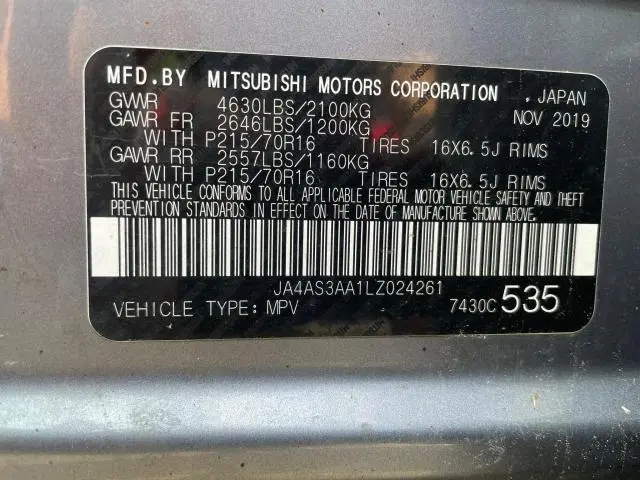 MFD.BY MITSUBISHI MOTORS CORPORATION , JAPAN
GWVR 4630LBS/2100KG NOV 2019
GAWR FR 2646LBS/1200KG
WITH P215/70R16 TIRES 16X6.5J RIMS
GAWR RR 2557LBS/1160KG
WITH P215/70R16 TIRES 16X6.5J RIMS
THIS VEHICLE CONFORMS TO ALL APPLICABLE FEDERAL MOTOR VEHICLE SAFETY AND THEFT
PREVENTION STANDARDS IN EFFECT ON THE DATE OF MANUFACTURE SHOWN ABOVE.
JA4AS3AA1LZ024261
VEHICLE TYPE: MPV 7430C 535